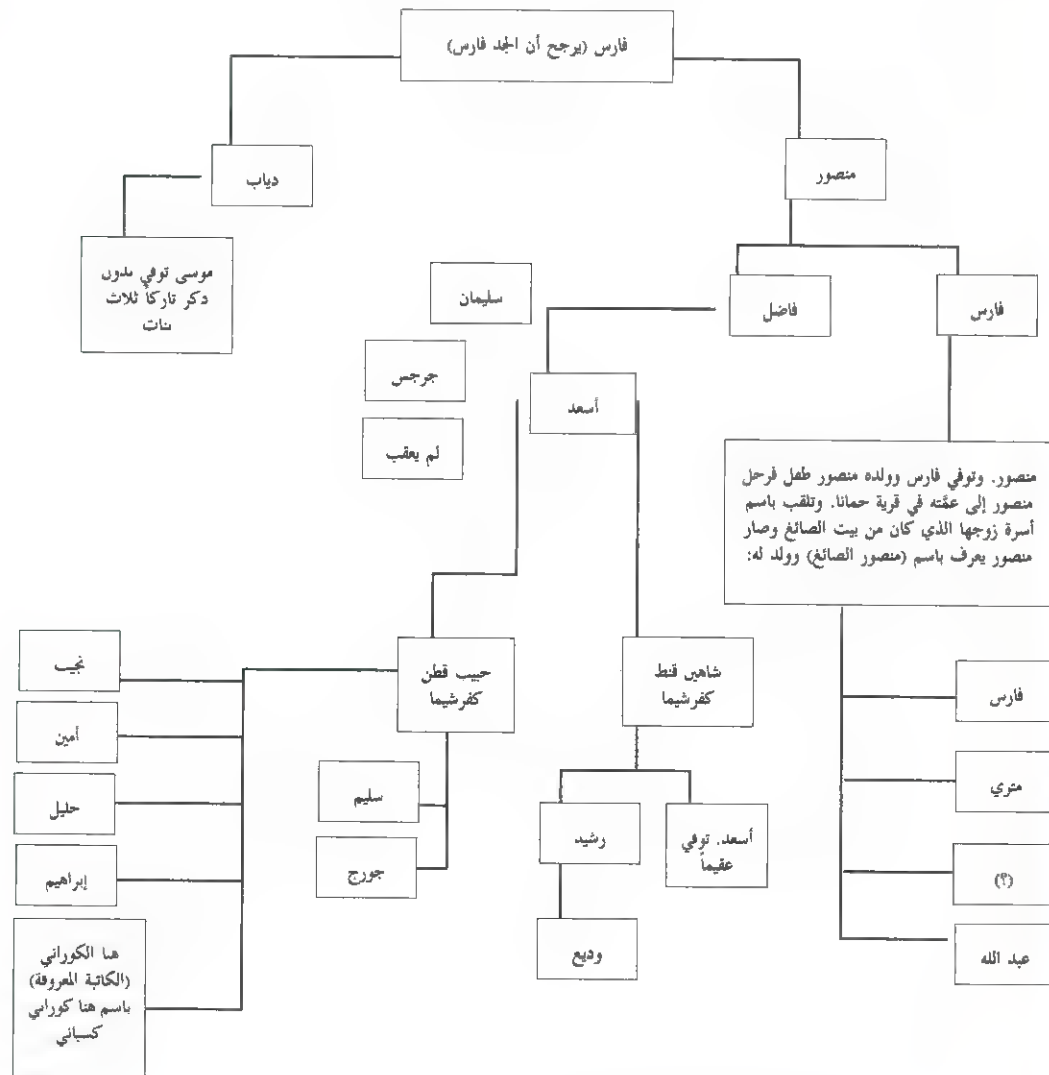 فارس (يرجح أن الجد فارس)
منصور
دياب
فارس
فاضل
سليمان
موسى توفي بدون
ذكر تاركاً ثلاث
بنات
جرجس
أسعد
لم يعقب
منصور. وتوفي فارس وولده منصور طفل فرحل
منصور إلى عمَّته في قرية حمانا. وتلقب باسم
أسرة زوجها الذي كان من بيت الصائغ وصار
منصور يعرف باسم (منصور الصائغ) وولد له:
فارس
متري
(؟)
عبد الله
شاهين قنط
كفرشيما
أسعد. توفي
عقيماً
رشيد
وديع
حبيب قطن
كفرشيما
سليم
جورج
نجيب
أمين
خليل
إبراهيم
هنا الكوراني
(الكاتبة المعروفة)
باسم هنا كوراني
كسباني